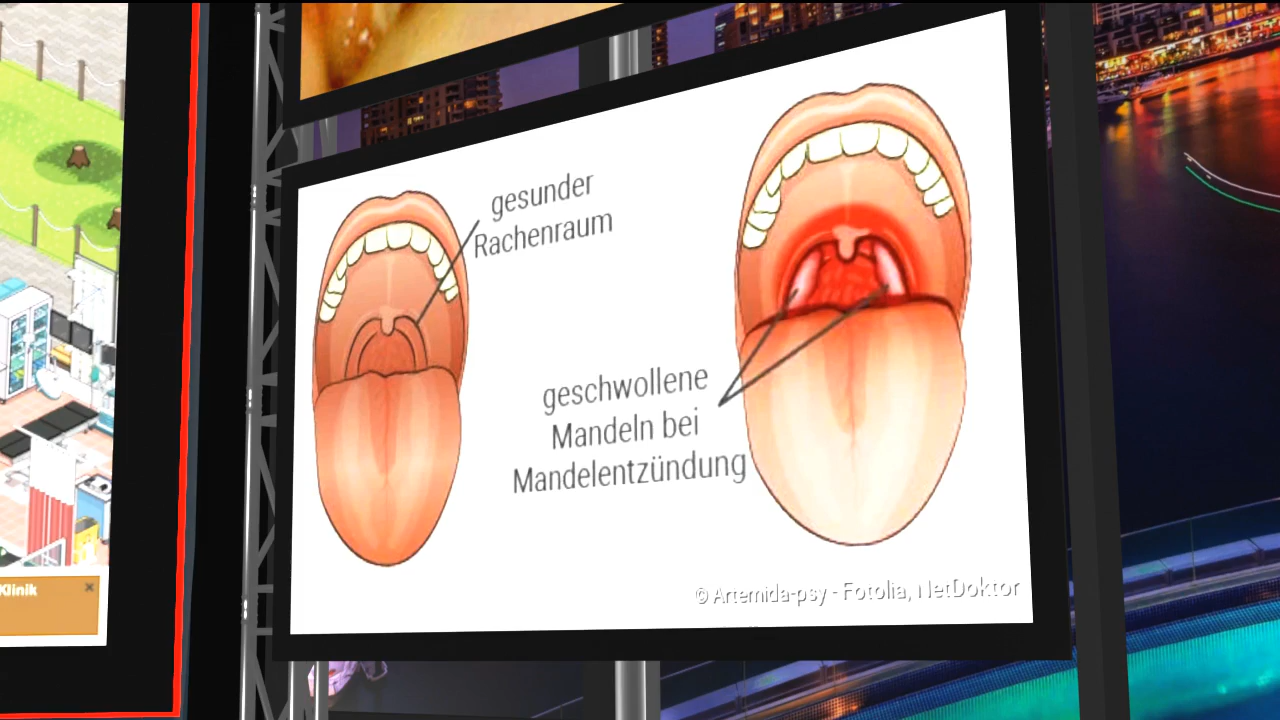 gesunder
Rachenraum
geschwollene
Mandeln bei
Mandelentzündung
© Artemida-psy - Fotolia, NetDoktor
Klinik